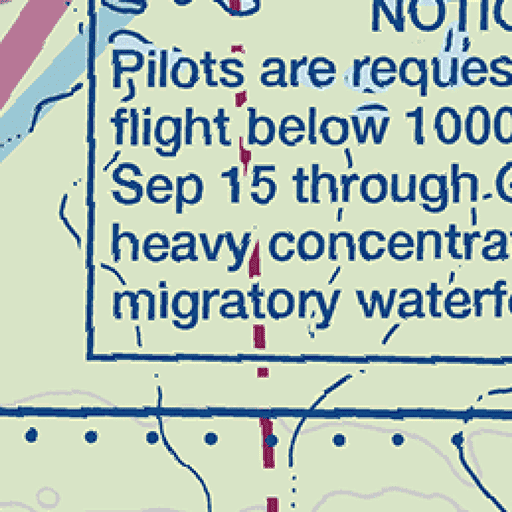 NOTIC
Pilots are reques
flight below 1000
Sep 15 through
heavy concentra
migratory waterf